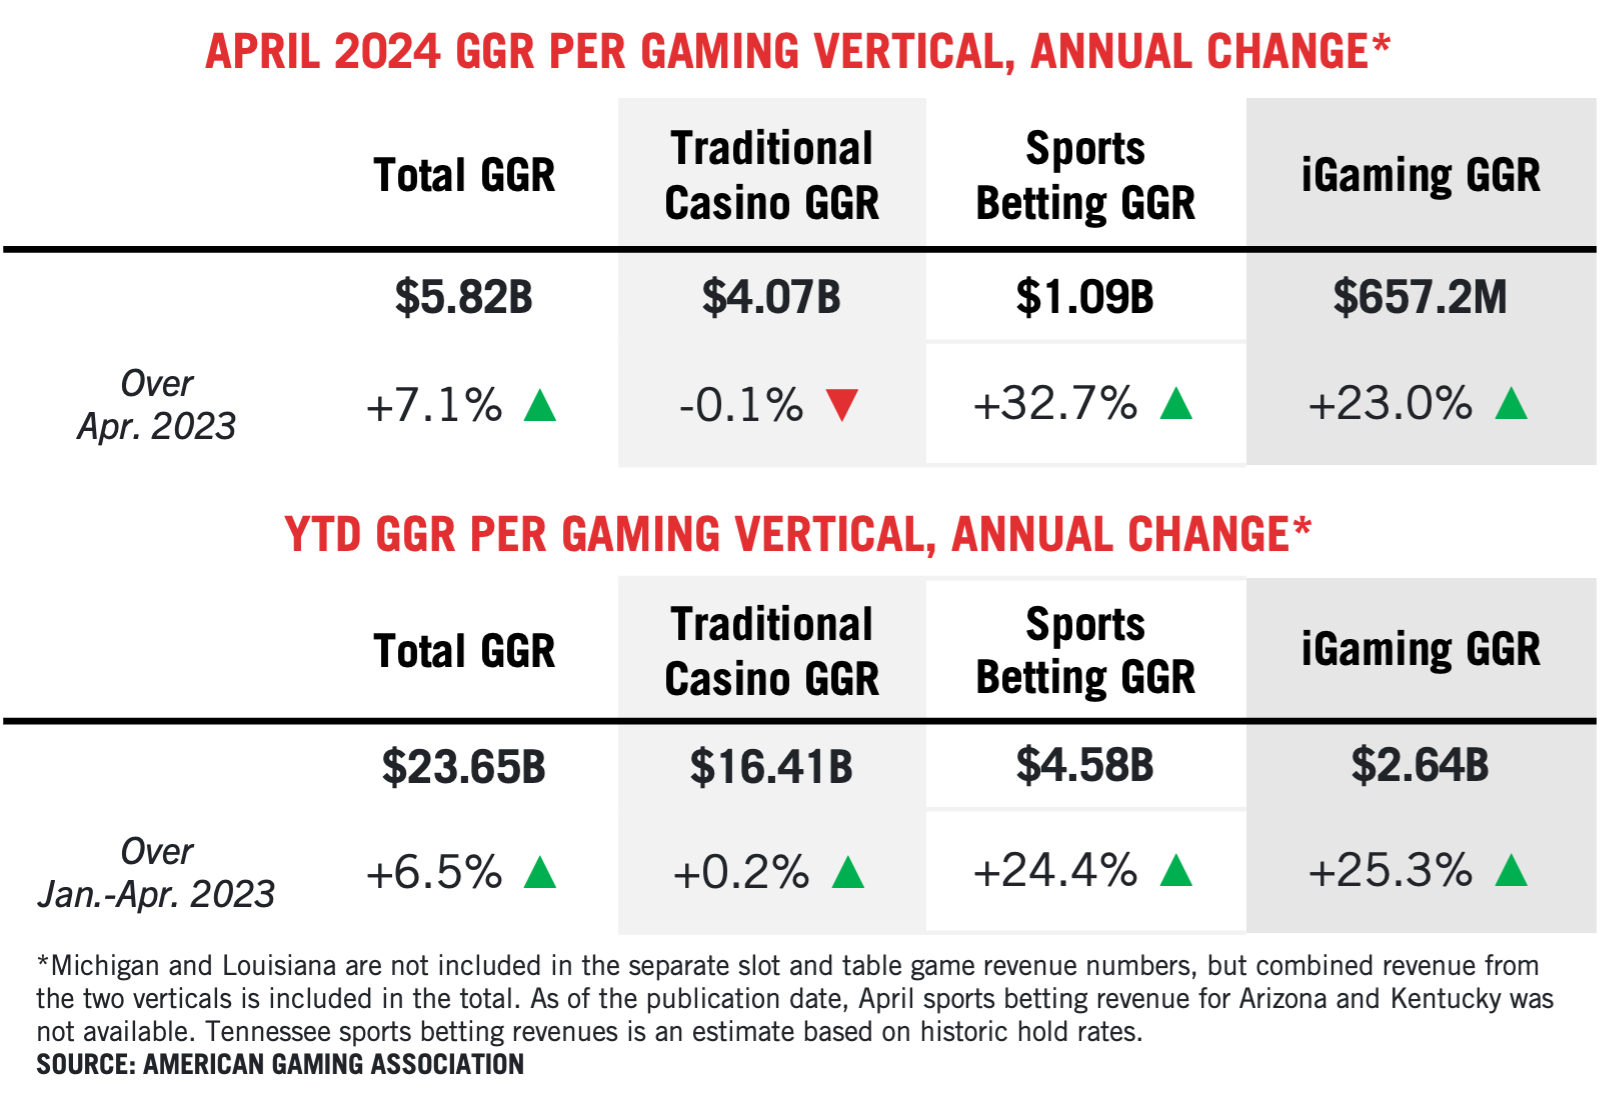 APRIL 2024 GGR PER GAMING VERTICAL, ANNUAL CHANGE*
Total GGR
Traditional
Casino GGR
Sports
Betting GGR
iGaming GGR
$5.82B
$4.07B
$1.09B
$657.2M
Over
Apr. 2023
+7.1%
-0.1%
+32.7%
+23.0%
YTD GGR PER GAMING VERTICAL, ANNUAL CHANGE*
Total GGR
Traditional
Casino GGR
Sports
Betting GGR
iGaming GGR
$23.65B
$16.41B
$4.58B
$2.64B
Over
Jan.-Apr. 2023
+6.5%
+0.2%
+24.4%
+25.3%
*Michigan and Louisiana are not included in the separate slot and table game revenue numbers, but combined revenue from
the two verticals is included in the total. As of the publication date, April sports betting revenue for Arizona and Kentucky was
not available. Tennessee sports betting revenues is an estimate based on historic hold rates.
SOURCE: AMERICAN GAMING ASSOCIATION